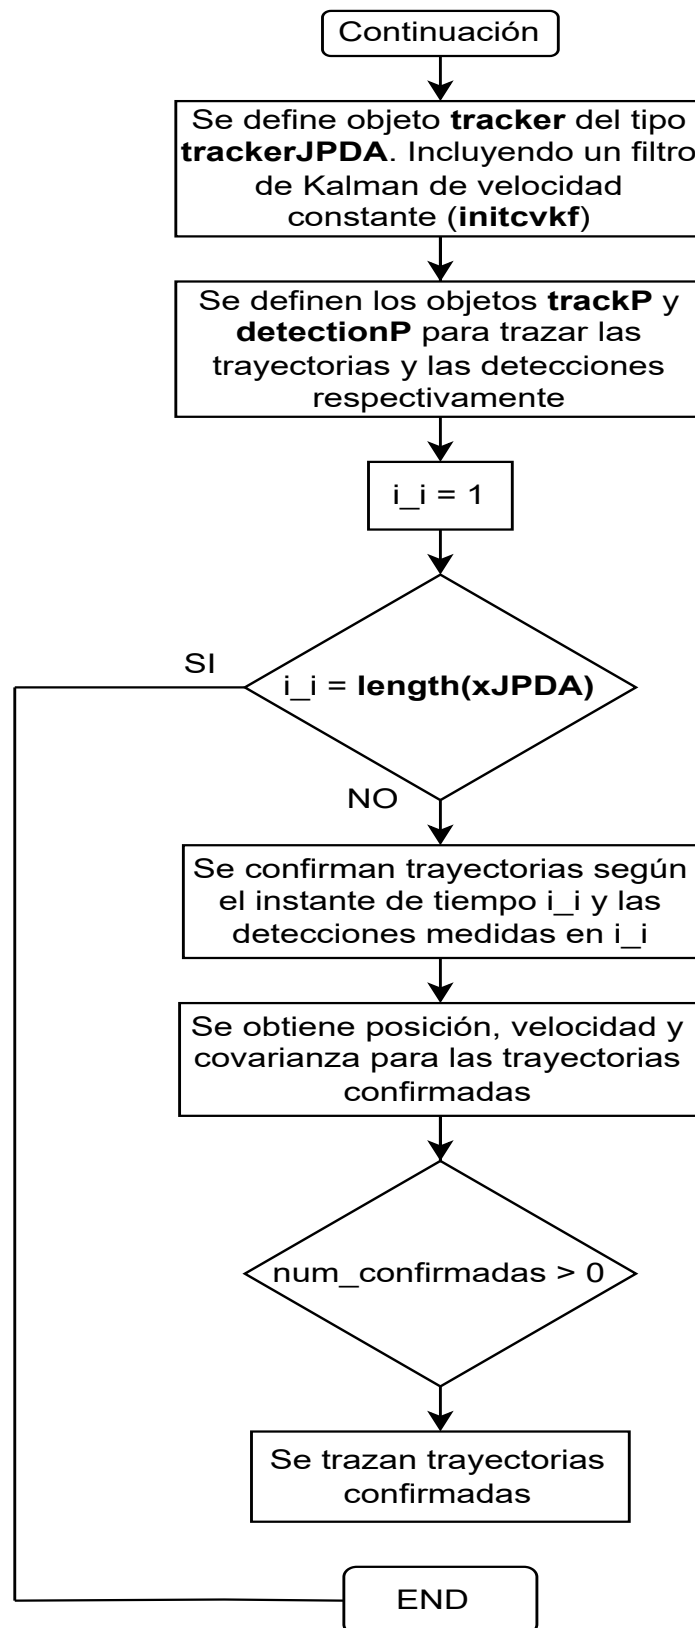 Continuación
Se define objeto tracker del tipo
trackerJPDA. Incluyendo un filtro
de Kalman de velocidad
constante (initcvkf)
Se definen los objetos trackP y
detectionP para trazar las
trayectorias y las detecciones
respectivamente
i_i = 1
SI
i_i = length(xJPDA)
NO
Se confirman trayectorias según
el instante de tiempo i_i y las
detecciones medidas en i_i
Se obtiene posición, velocidad y
covarianza para las trayectorias
confirmadas
num_confirmadas > 0
Se trazan trayectorias
confirmadas
END